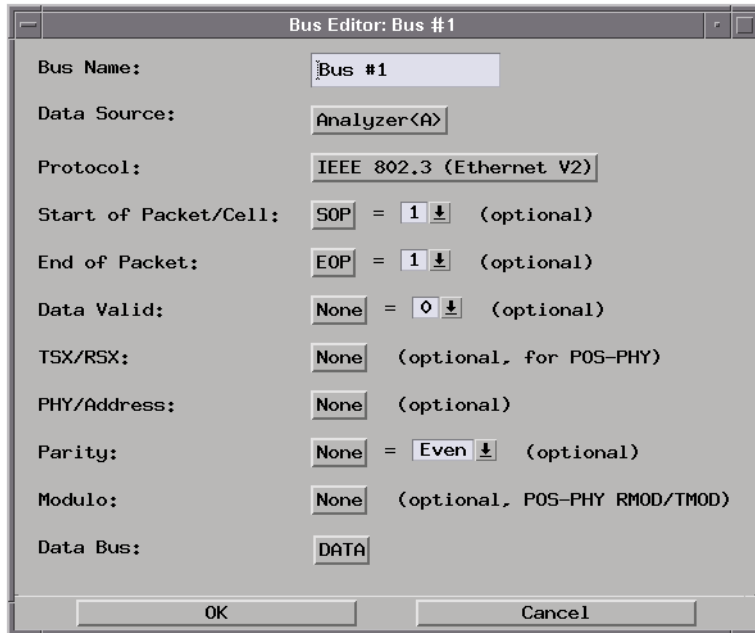 Bus Editor: Bus #1
Bus Name: Bus #1
Data Source: Analyzer<A>
Protocol: IEEE 802.3 (Ethernet V2)
Start of Packet/Cell: SOP = 1 (optional)
End of Packet: EOP = 1 (optional)
Data Valid: None = 0 (optional)
TSX/RSX: None (optional, for POS-PHY)
PHY/Address: None (optional)
Parity: None = Even (optional)
Modulo: None (optional, POS-PHY RMOD/TMOD)
Data Bus: DATA
OK Cancel